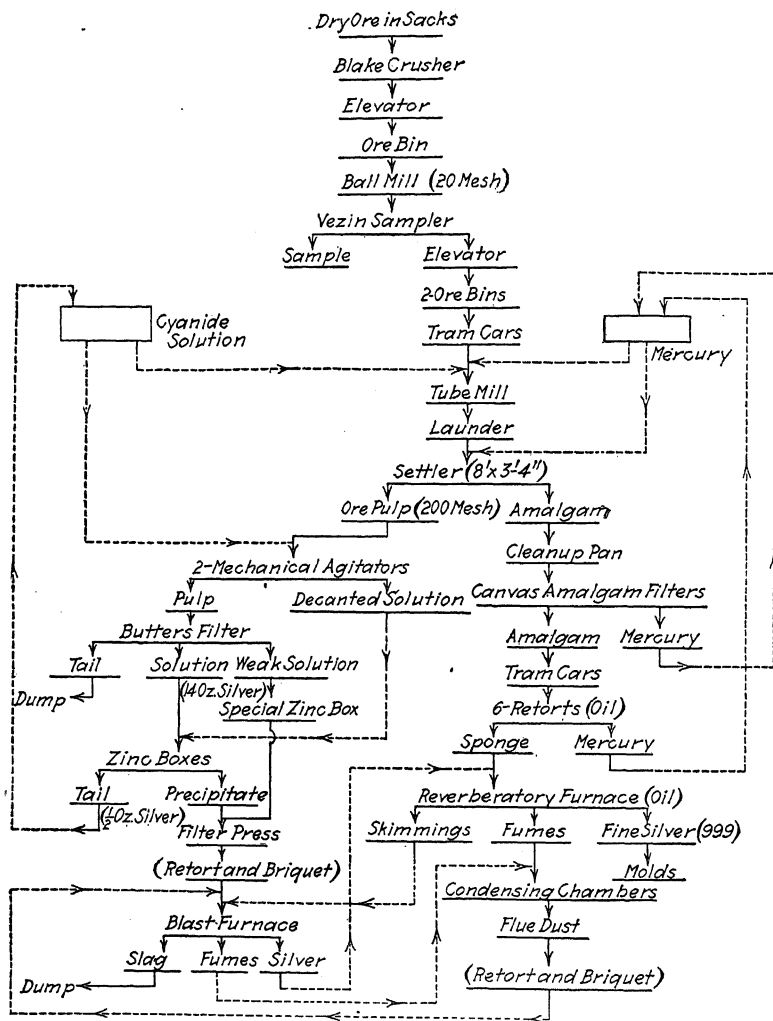 Dry Ore in Sacks
Blake Crusher
Elevator
Ore Bin
Ball Mill (20 Mesh)
Vezin Sampler
Sample
Elevator
2-Ore Bins
Cyanide
Solution
Tram Cars
Mercury
Tube Mill
Launder
Settler (8'x 3'-4")
Ore Pulp (200 Mesh)
Amalgam
Cleanup Pan
2-Mechanical Agitators
Pulp
Decanted Solution
Canvas Amalgam Filters
Butters Filter
Amalgam
Mercury
Tail
Solution
Weak Solution
(14 Oz. Silver)
Tram Cars
Dump
Special Zinc Box
6-Retorts (Oil)
Zinc Boxes
Sponge
Mercury
Tail
Precipitate
(½ Oz. Silver)
Reverberatory Furnace (Oil)
Filter Press
Skimmings
Fumes
Fine Silver (999)
(Retort and Briquet)
Molds
Condensing Chambers
Blast Furnace
Flue Dust
Slag
Fumes
Silver
Dump
(Retort and Briquet)